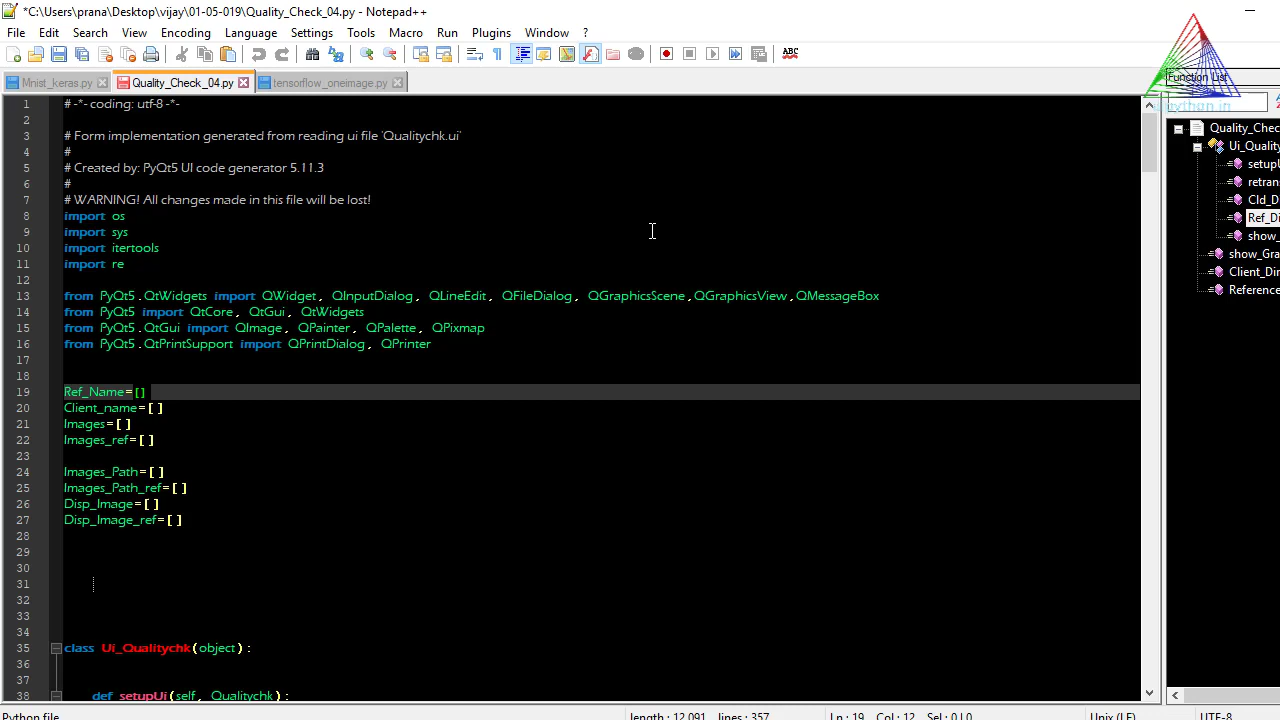 *C:\Users\prana\Desktop\vijay\01-05-019\Quality_Check_04.py - Notepad++
File Edit Search View Encoding Language Settings Tools Macro Run Plugins Window ?
ABC
Mnist_keras.py Quality_Check_04.py tensorflow_oneimage.py
Function List
1 # -*- coding: utf-8 -*-
2
3 # Form implementation generated from reading ui file 'Qualitychk.ui'
4 #
5 # Created by: PyQt5 UI code generator 5.11.3
6 #
7 # WARNING! All changes made in this file will be lost!
8 import os
9 import sys
10 import itertools
11 import re
12
13 from PyQt5.QtWidgets import QWidget, QInputDialog, QLineEdit, QFileDialog, QGraphicsScene,QGraphicsView,QMessageBox
14 from PyQt5 import QtCore, QtGui, QtWidgets
15 from PyQt5.QtGui import QImage, QPainter, QPalette, QPixmap
16 from PyQt5.QtPrintSupport import QPrintDialog, QPrinter
17
18
19 Ref_Name=[]
20 Client_name=[]
21 Images=[]
22 Images_ref=[]
23
24 Images_Path=[]
25 Images_Path_ref=[]
26 Disp_Image=[]
27 Disp_Image_ref=[]
28
29
30
31
32
33
34
35 class Ui_Qualitychk(object):
36
37
38 def setupUi(self, Qualitychk):
Quality_Chec
Ui_Quality
setupU
retran
Cld_D
Ref_Di
show_
show_Gra
Client_Dir
Reference
Python file length : 12,091 lines : 357 Ln : 19 Col : 12 Sel : 0 | 0 Unix (LF) UTF-8